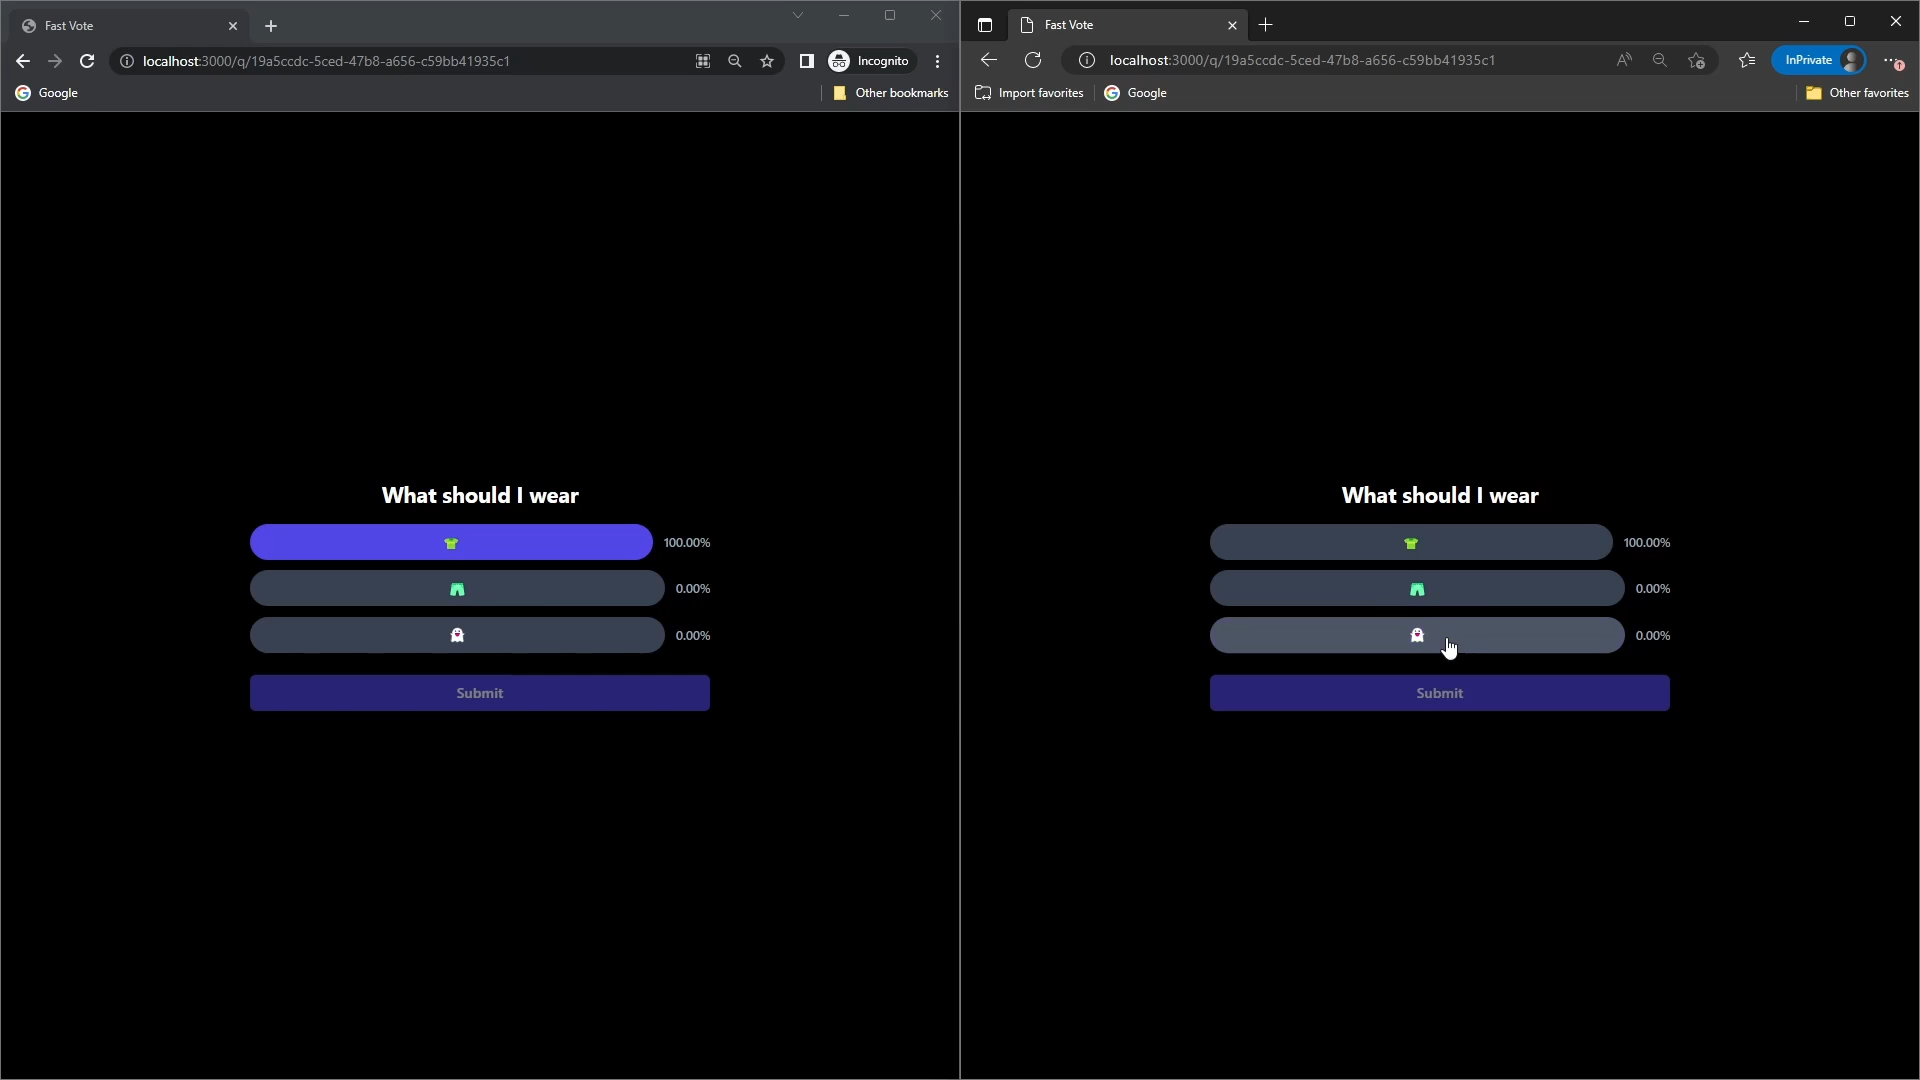 Fast Vote
localhost:3000/q/19a5ccdc-5ced-47b8-a656-c59bb41935c1
Incognito
Google
Other bookmarks
What should I wear
100.00%
0.00%
0.00%
Submit
Fast Vote
localhost:3000/q/19a5ccdc-5ced-47b8-a656-c59bb41935c1
InPrivate
Import favorites
Google
Other favorites
What should I wear
100.00%
0.00%
0.00%
Submit